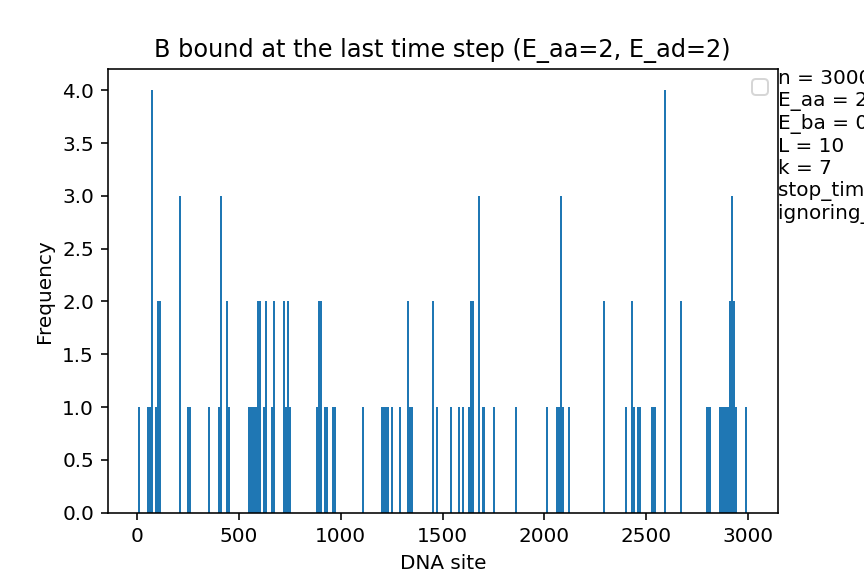 B bound at the last time step (E_aa=2, E_ad=2)
n = 3000
E_aa = 2
E_ba = 0
L = 10
k = 7
stop_tim
ignoring_
4.0
3.5
3.0
2.5
2.0
1.5
1.0
0.5
0.0
Frequency
0 500 1000 1500 2000 2500 3000
DNA site